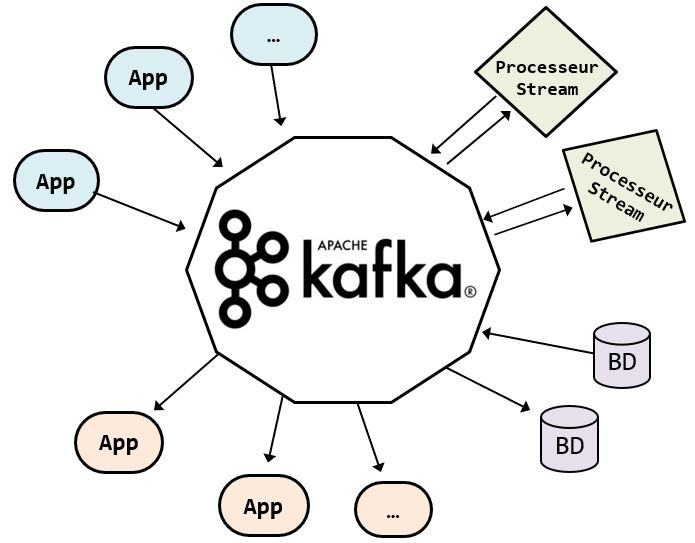 ...
App
App
Processeur
Stream
Processeur
Stream
APACHE
kafka®
BD
BD
App
App
...